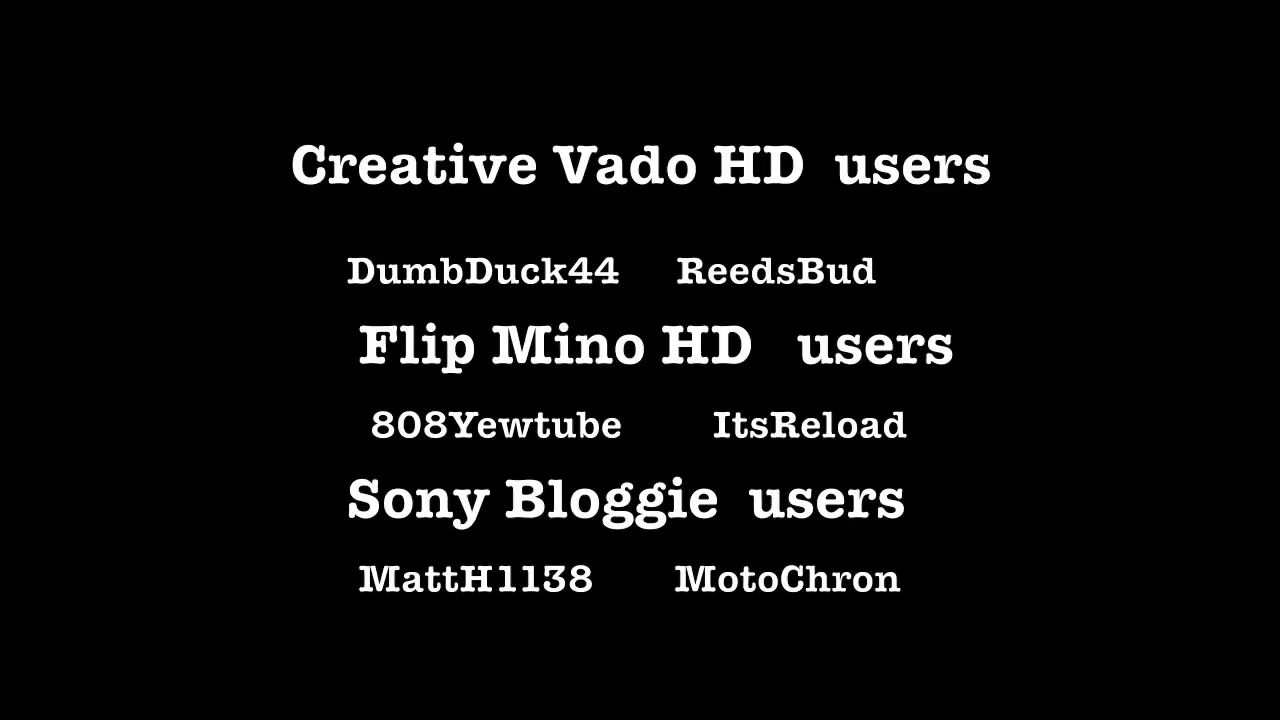 Creative Vado HD users
DumbDuck44 ReedsBud
Flip Mino HD users
808Yewtube ItsReload
Sony Bloggie users
MattH1138 MotoChron